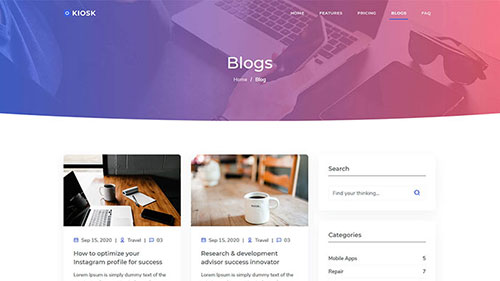 KIOSK
HOME FEATURES PRICING BLOGS FAQ
Blogs
Home / Blog
Sep 15, 2020 | Travel | 03
How to optimize your
Instagram profile for success
Lorem Ipsum is simply dummy text of the
Sep 15, 2020 | Travel | 03
Research & development
advisor success innovator
Lorem Ipsum is simply dummy text of the
Search
Find your thinking...
Categories
Mobile Apps 5
Repair 7